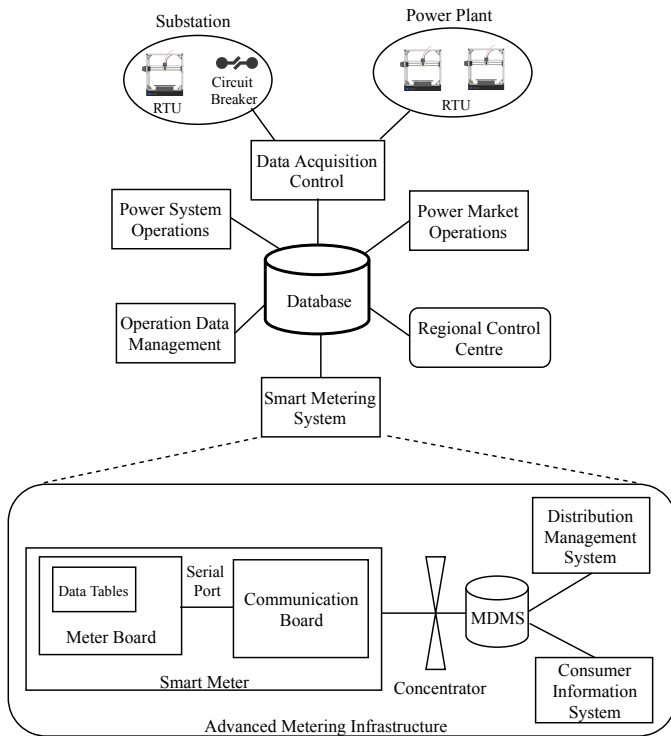 Substation
Power Plant
RTU
Circuit
Breaker
RTU
Data Acquisition
Control
Power System
Operations
Power Market
Operations
Database
Operation Data
Management
Regional Control
Centre
Smart Metering
System
Distribution
Management
System
Data Tables
Meter Board
Serial
Port
Communication
Board
Smart Meter
Concentrator
MDMS
Consumer
Information
System
Advanced Metering Infrastructure